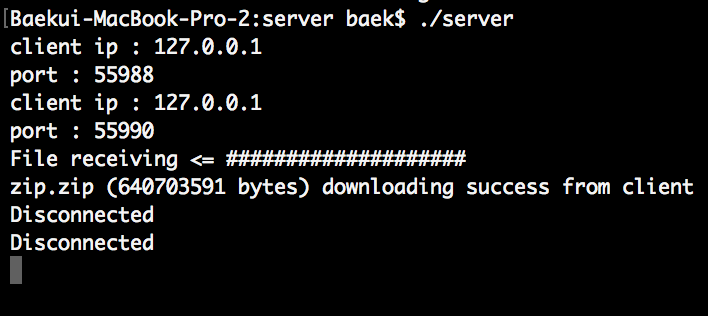 [Baekui-MacBook-Pro-2:server baek$ ./server
client ip : 127.0.0.1
port : 55988
client ip : 127.0.0.1
port : 55990
File receiving <= ####################
zip.zip (640703591 bytes) downloading success from client
Disconnected
Disconnected